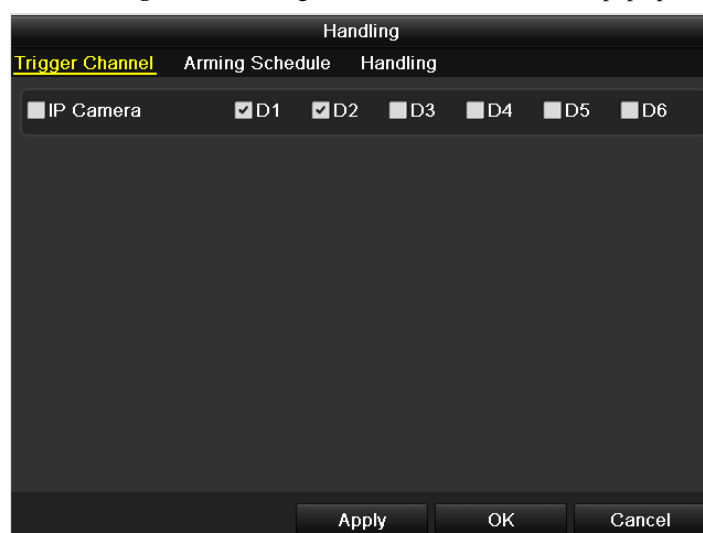 Handling
Trigger Channel Arming Schedule Handling
IP Camera D1 D2 D3 D4 D5 D6
Apply OK Cancel